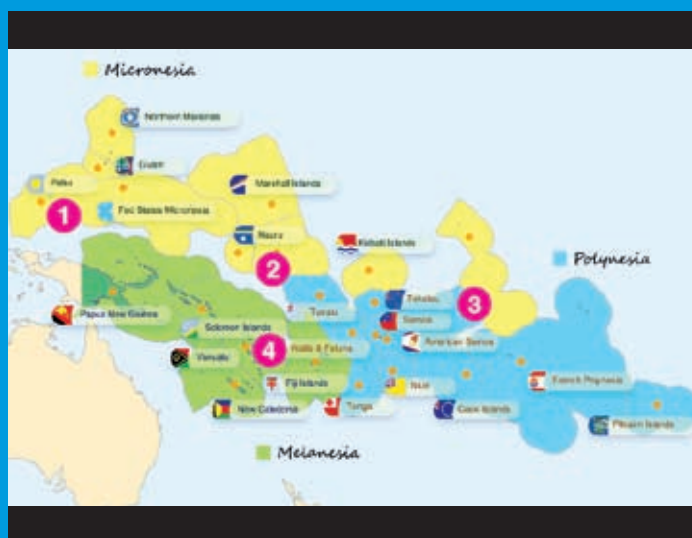 Micronesia
Northern Marianas
Guam
Palau
Marshall Islands
1
Fed States Micronesia
Nauru
Kiribati Islands
2
Polynesia
Tokelau
3
Tuvalu
Papua New Guinea
Samoa
Solomon Islands
American Samoa
4
Wallis & Futuna
Vanuatu
Fiji Islands
Niue
French Polynesia
New Caledonia
Tonga
Cook Islands
Pitcairn Islands
Melanesia